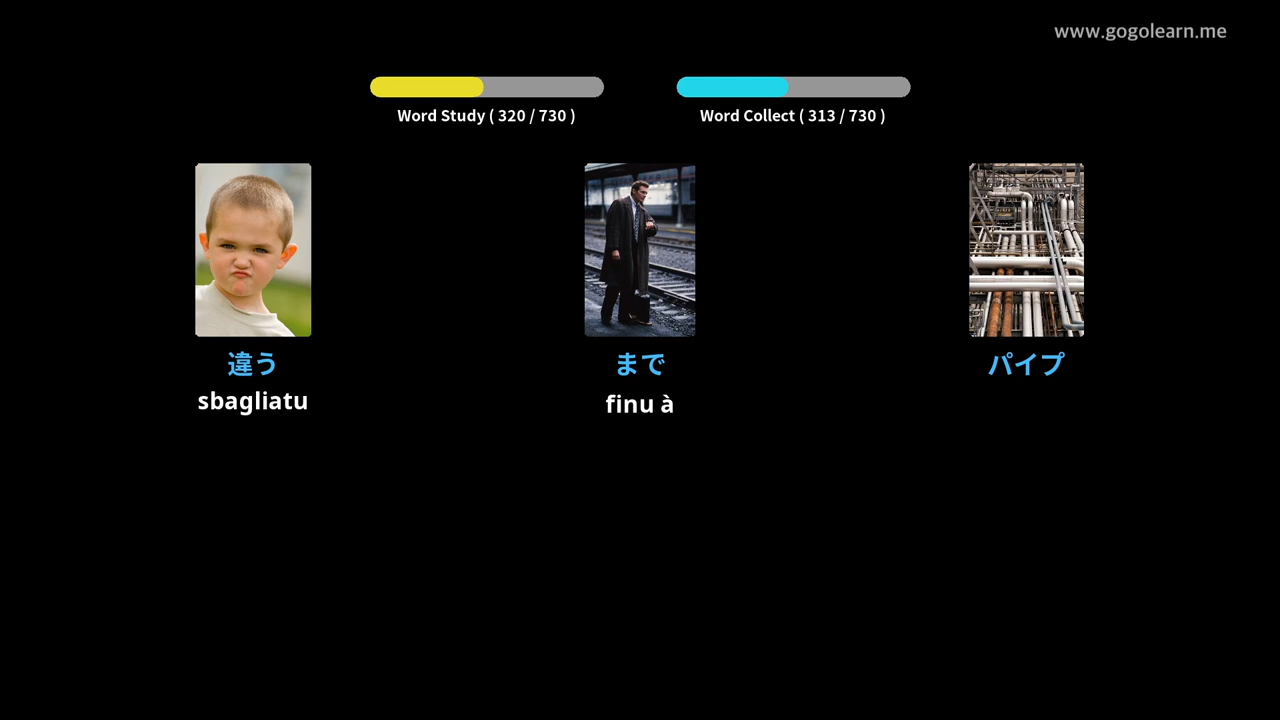 www.gogolearn.me
Word Study ( 320 / 730 )
Word Collect ( 313 / 730 )
違う
まで
パイプ
sbagliatu
finu à